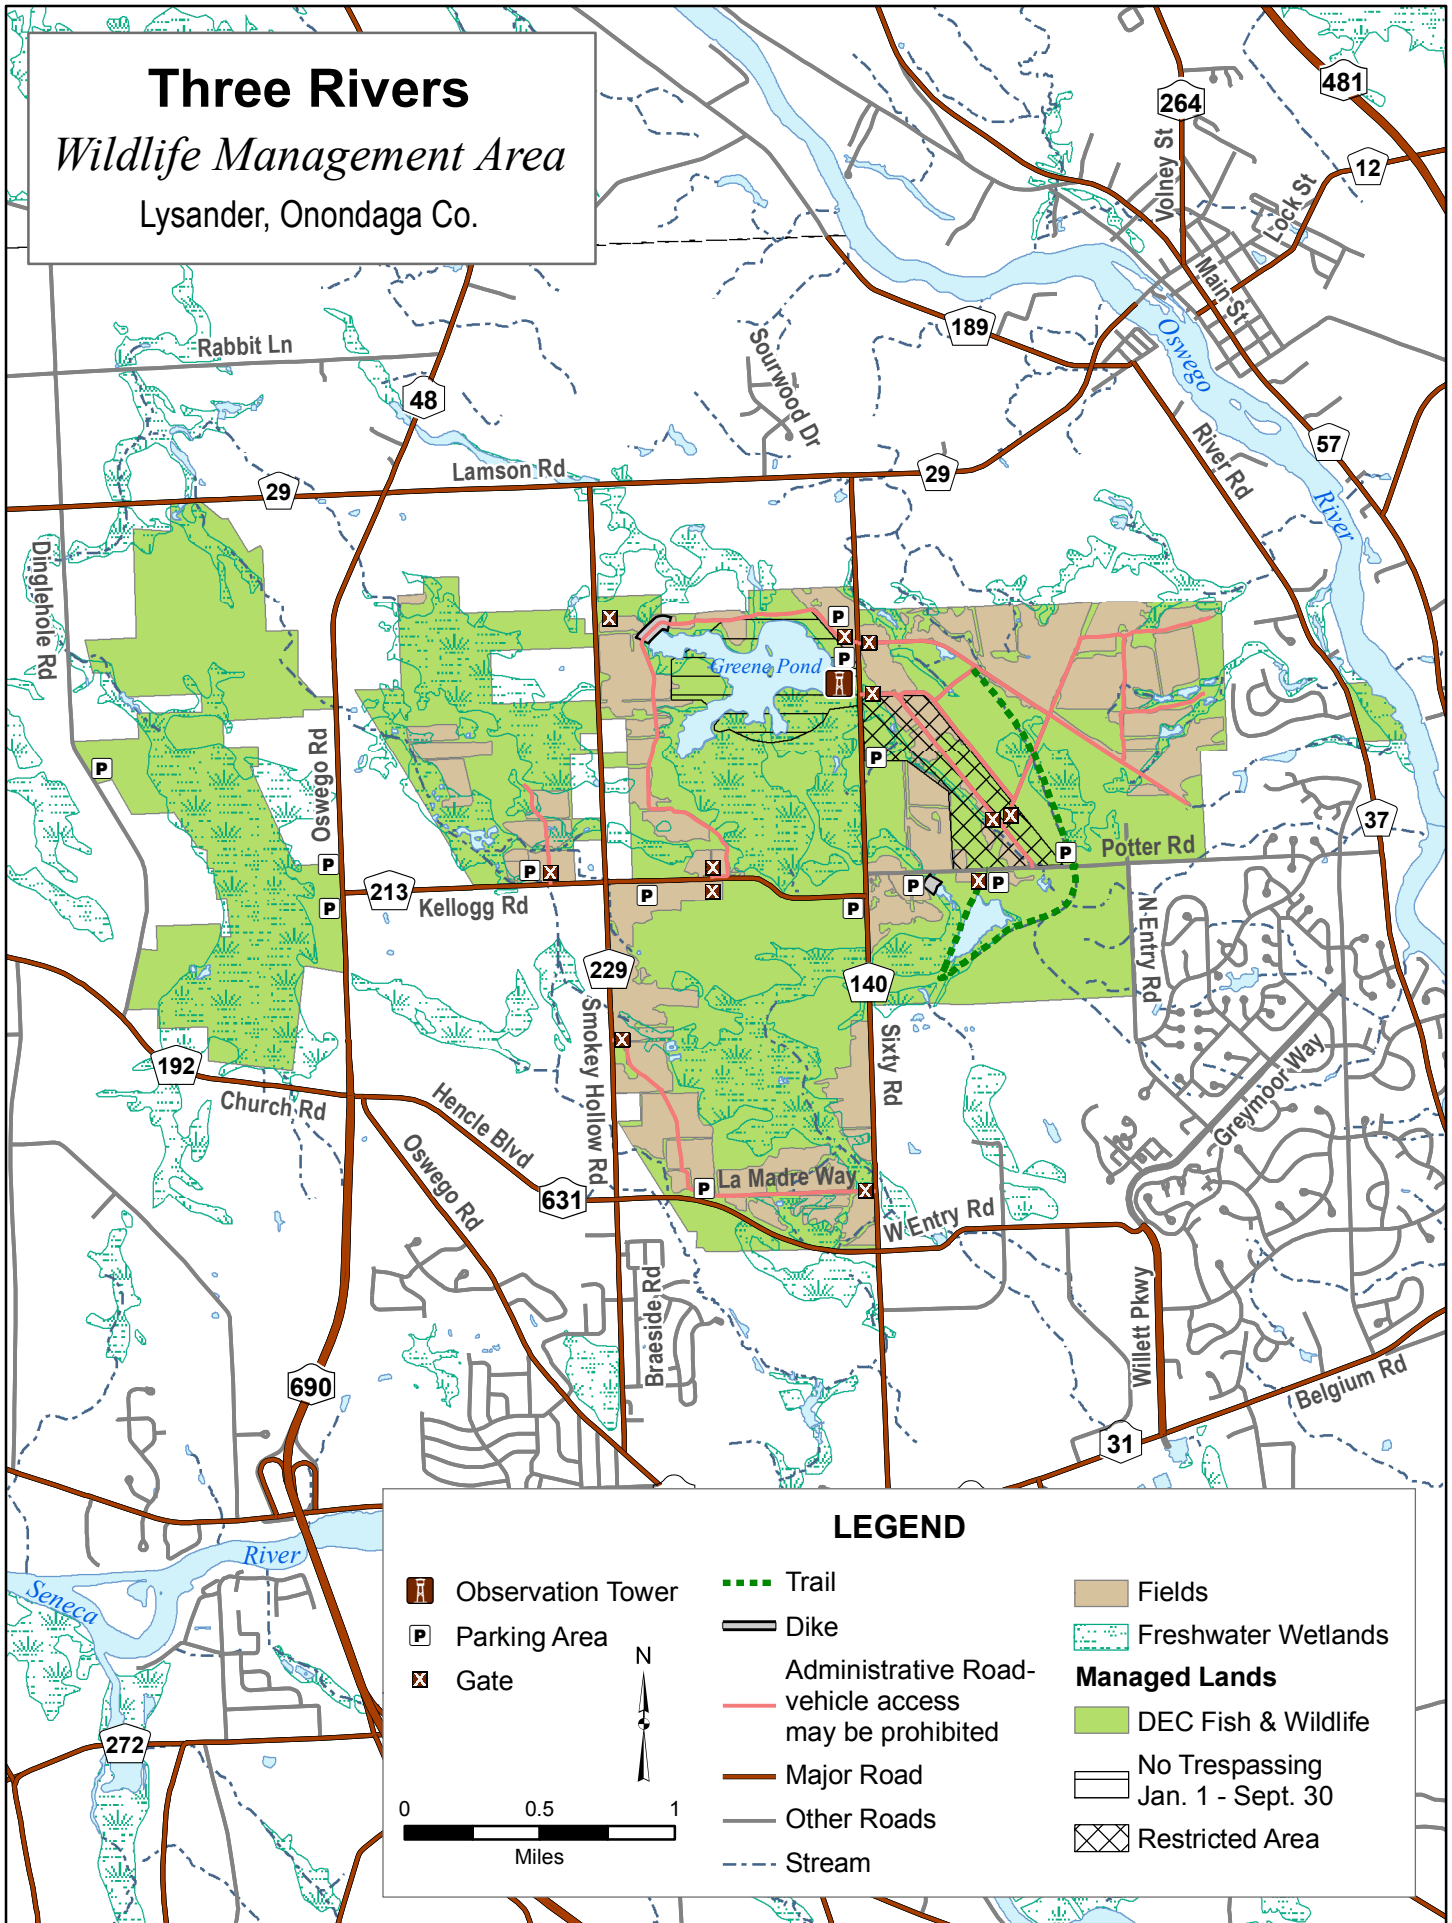 Three Rivers
Wildlife Management Area
Lysander, Onondaga Co.
481
264
12
Volney St
Lock St
Main St
189
Oswego
River
Rabbit Ln
48
Sourwood Dr
57
River Rd
Lamson Rd
29
29
Dinglehole Rd
P
P
Greene Pond
P
P
Oswego Rd
37
Potter Rd
P
P
P
P
P
P
213
Kellogg Rd
P
P
P
N Entry Rd
229
140
Smokey Hollow Rd
Sixty Rd
192
Church Rd
Hencle Blvd
Greymoor Way
Oswego Rd
La Madre Way
P
631
W Entry Rd
Braeside Rd
Willett Pkwy
690
Belgium Rd
31
Seneca
River
272
LEGEND
Observation Tower
P Parking Area
Gate
N
0 0.5 1
Miles
Trail
Dike
Administrative Road-
vehicle access
may be prohibited
Major Road
Other Roads
Stream
Fields
Freshwater Wetlands
Managed Lands
DEC Fish & Wildlife
No Trespassing
Jan. 1 - Sept. 30
Restricted Area